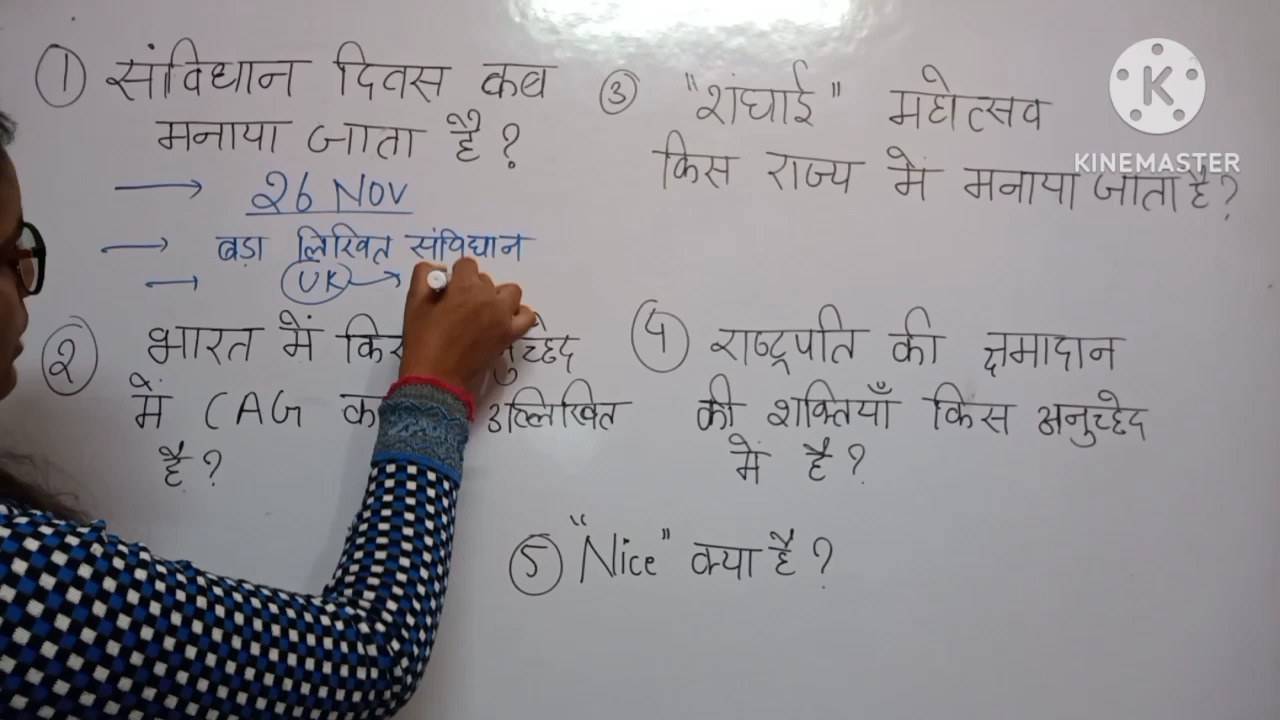 ① संविधान दिवस कब
मनाया जाता है?
→ 26 NOV
→ बड़ा लिखित संविधान
→ UK →
② भारत में
में CAG उल्लिखित
है?
③ "शंघाई" महोत्सव
किस राज्य में मनाया जाता है?
④ राष्ट्रपति की क्षमादान
की शक्तियाँ किस अनुच्छेद
में है?
⑤ "Nice" क्या है?
K
KINEMASTER